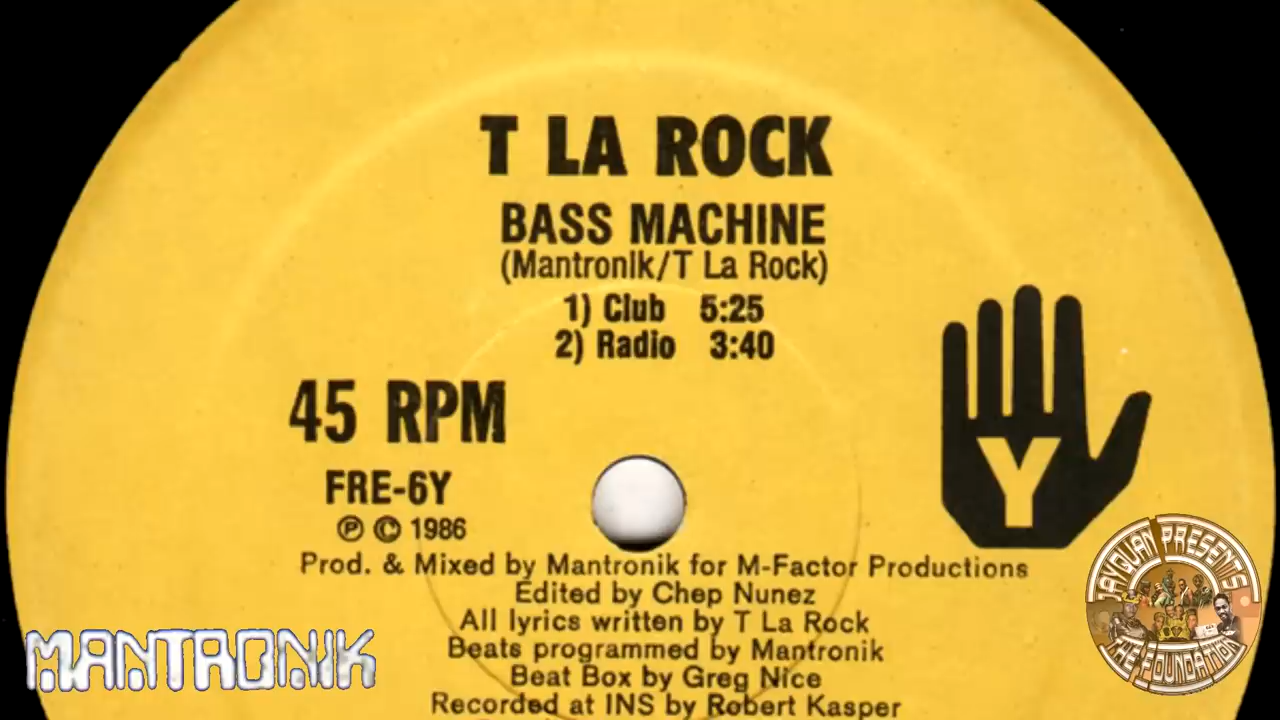 T LA ROCK
BASS MACHINE
(Mantronik/T La Rock)
1) Club 5:25
2) Radio 3:40
45 RPM
FRE-6Y
Ⓟ © 1986
Y
Prod. & Mixed by Mantronik for M-Factor Productions
Edited by Chep Nunez
All lyrics written by T La Rock
Beats programmed by Mantronik
Beat Box by Greg Nice
Recorded at INS by Robert Kasper
MANTRONIK
JAYQUAN PRESENTS
THE FOUNDATION